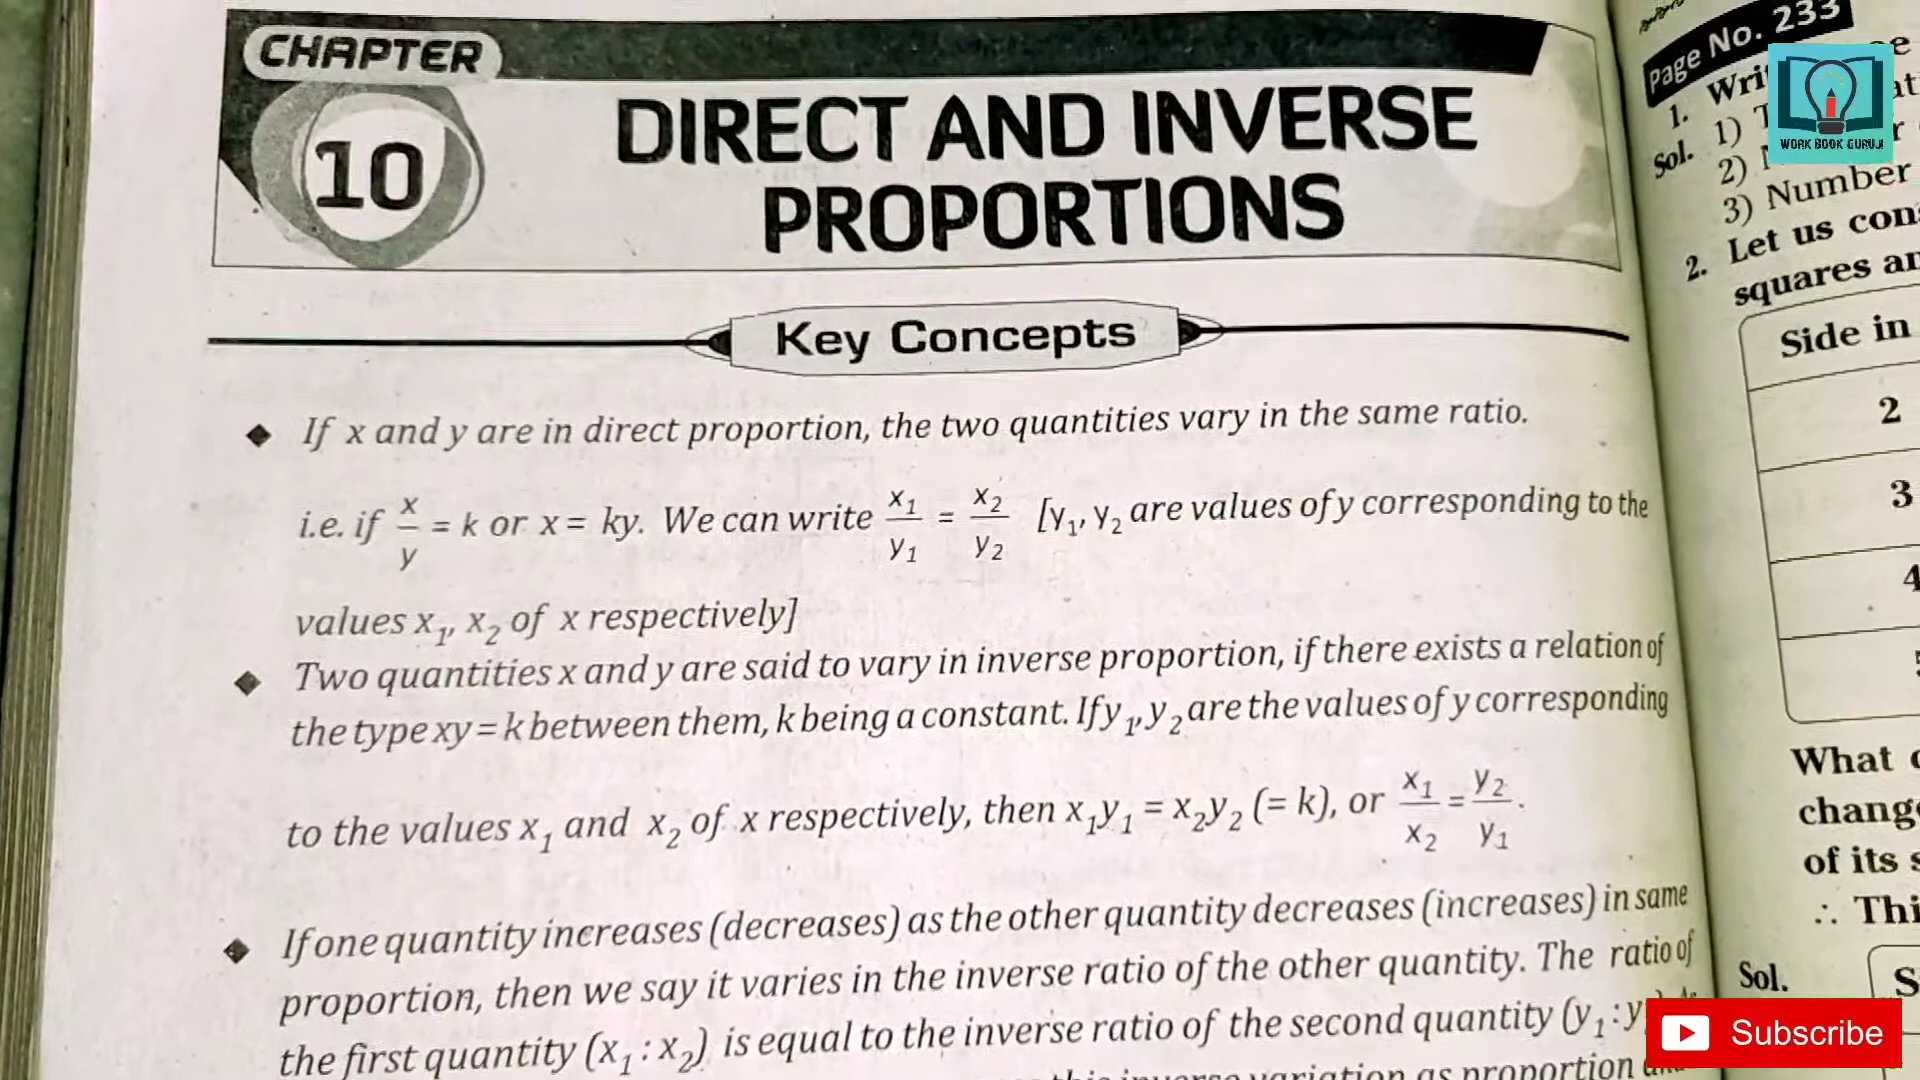 CHAPTER
10
DIRECT AND INVERSE
PROPORTIONS
Key Concepts
◆ If x and y are in direct proportion, the two quantities vary in the same ratio.
i.e. if x/y = k or x = ky. We can write x₁/y₁ = x₂/y₂ [y₁, y₂ are values of y corresponding to the
values x₁, x₂ of x respectively]
◆ Two quantities x and y are said to vary in inverse proportion, if there exists a relation of
the type xy = k between them, k being a constant. If y₁, y₂ are the values of y corresponding
to the values x₁ and x₂ of x respectively, then x₁y₁ = x₂y₂ (= k), or x₁/x₂ = y₂/y₁.
◆ If one quantity increases (decreases) as the other quantity decreases (increases) in same
proportion, then we say it varies in the inverse ratio of the other quantity. The ratio of
the first quantity (x₁ : x₂) is equal to the inverse ratio of the second quantity (y₁ : y
this inverse variation as proportion
Page No. 233
1. Wri
Sol. 1)
2)
3) Number
2. Let us con
squares an
Side in
2
3
4
What
change
of its s
∴ Thi
Sol.
S
WORK BOOK GURUJI
Subscribe